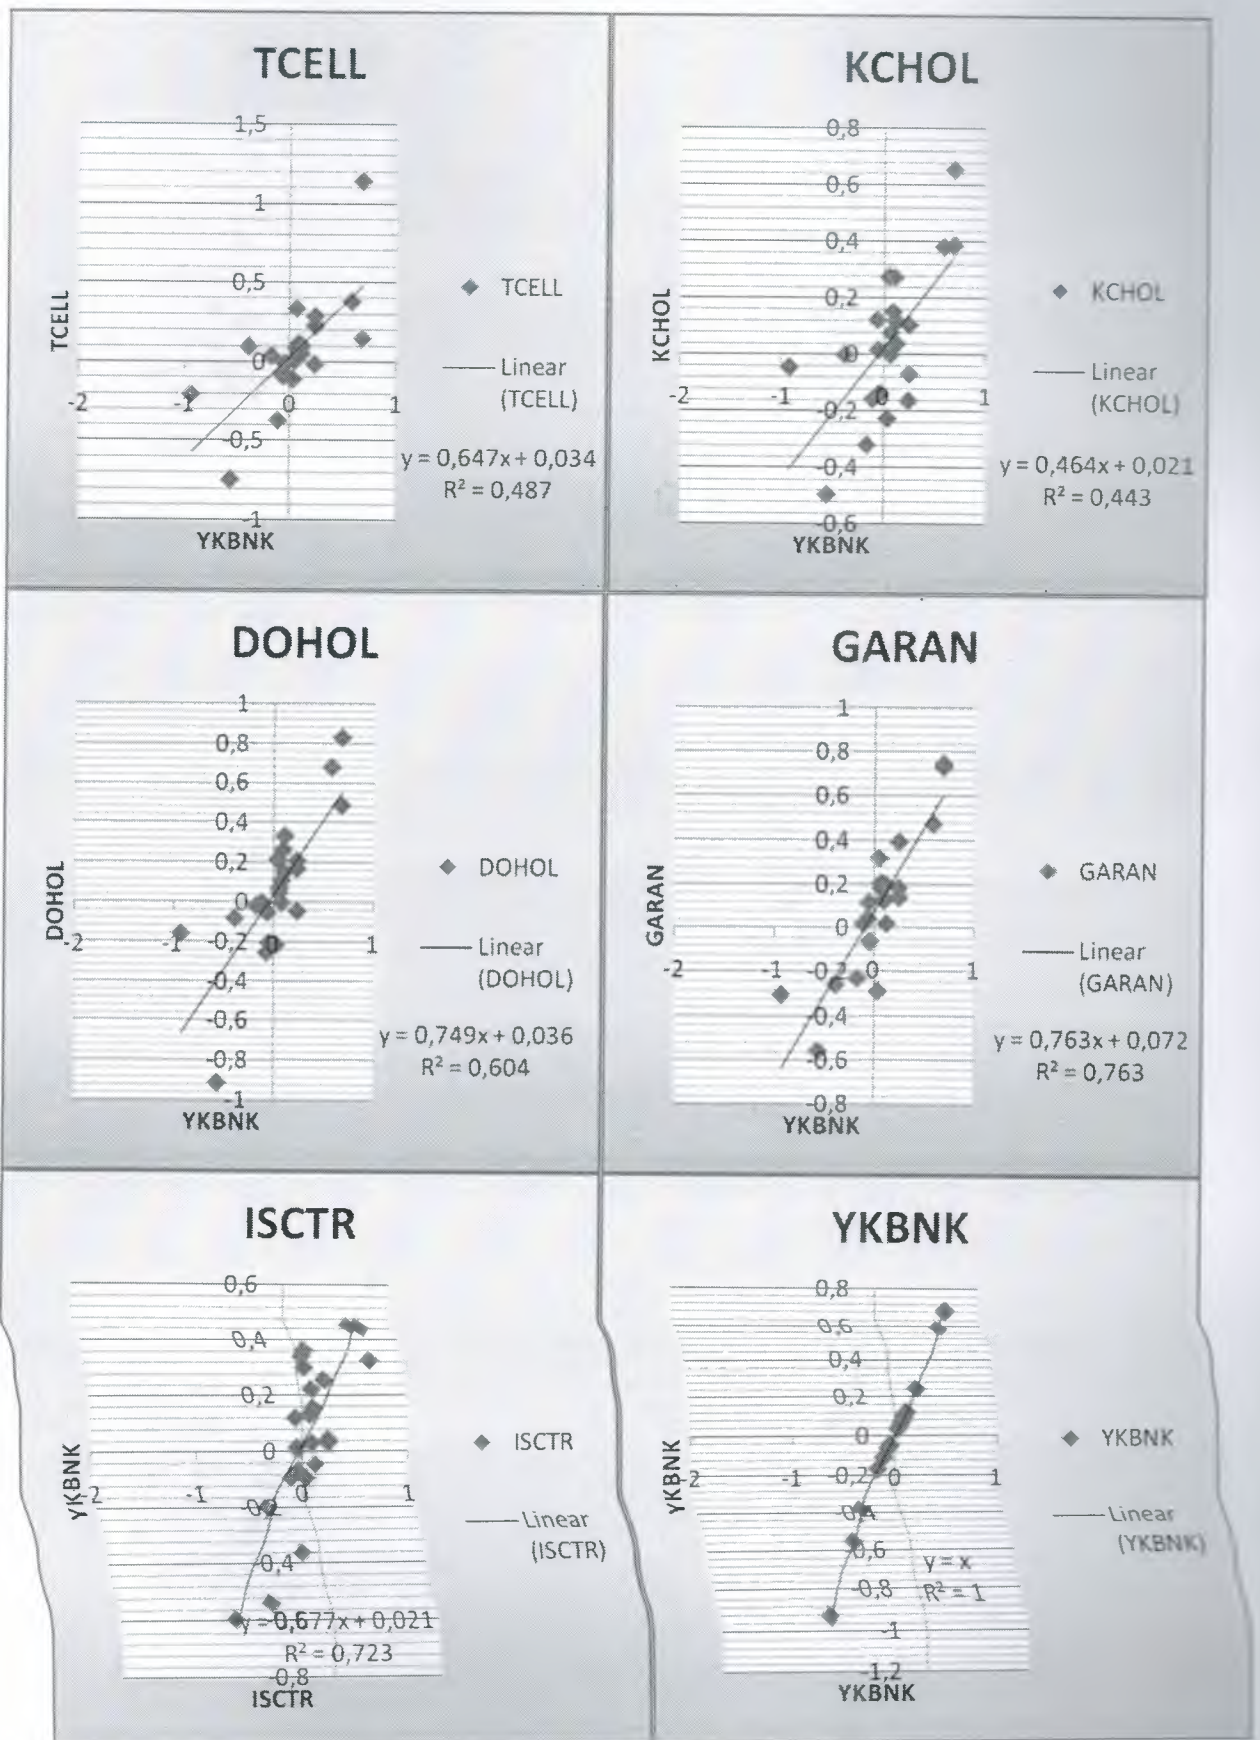 TCELL
1,5
1
0,5
0
-2
-1
0
1
-0,5
-1
TCELL
YKBNK
TCELL
Linear
(TCELL)
y = 0,647x + 0,034
R² = 0,487
KCHOL
0,8
0,6
0,4
0,2
0
-2
-1
0
1
-0,2
-0,4
-0,6
KCHOL
YKBNK
KCHOL
Linear
(KCHOL)
y = 0,464x + 0,021
R² = 0,443
DOHOL
1
0,8
0,6
0,4
0,2
0
-2
-1
-0,2
0
1
-0,4
-0,6
-0,8
-1
DOHOL
YKBNK
DOHOL
Linear
(DOHOL)
y = 0,749x + 0,036
R² = 0,604
GARAN
1
0,8
0,6
0,4
0,2
0
-2
-1
-0,2
0
1
-0,4
-0,6
-0,8
GARAN
YKBNK
GARAN
Linear
(GARAN)
y = 0,763x + 0,072
R² = 0,763
ISCTR
0,6
0,4
0,2
0
-2
-1
0
1
-0,2
-0,4
-0,8
YKBNK
ISCTR
ISCTR
Linear
(ISCTR)
y = 0,677x + 0,021
R² = 0,723
YKBNK
0,8
0,6
0,4
0,2
0
-2
-1
-0,2
0
1
-0,4
-0,6
-0,8
-1
-1,2
YKBNK
YKBNK
YKBNK
Linear
(YKBNK)
y = x
R² = 1